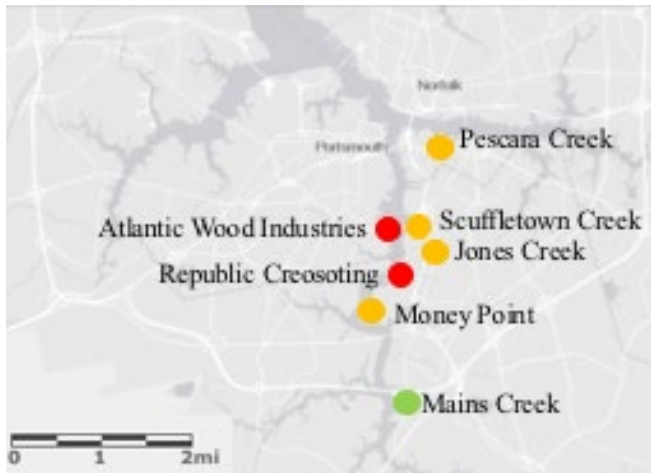 Norfolk
Pescara Creek
Portsmouth
Scuffletown Creek
Atlantic Wood Industries
Jones Creek
Republic Creosoting
Money Point
Mains Creek
0 1 2mi